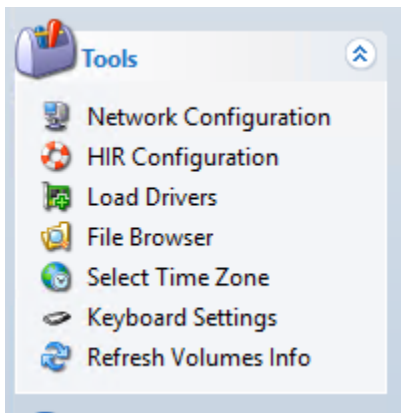 Tools
Network Configuration
HIR Configuration
Load Drivers
File Browser
Select Time Zone
Keyboard Settings
Refresh Volumes Info